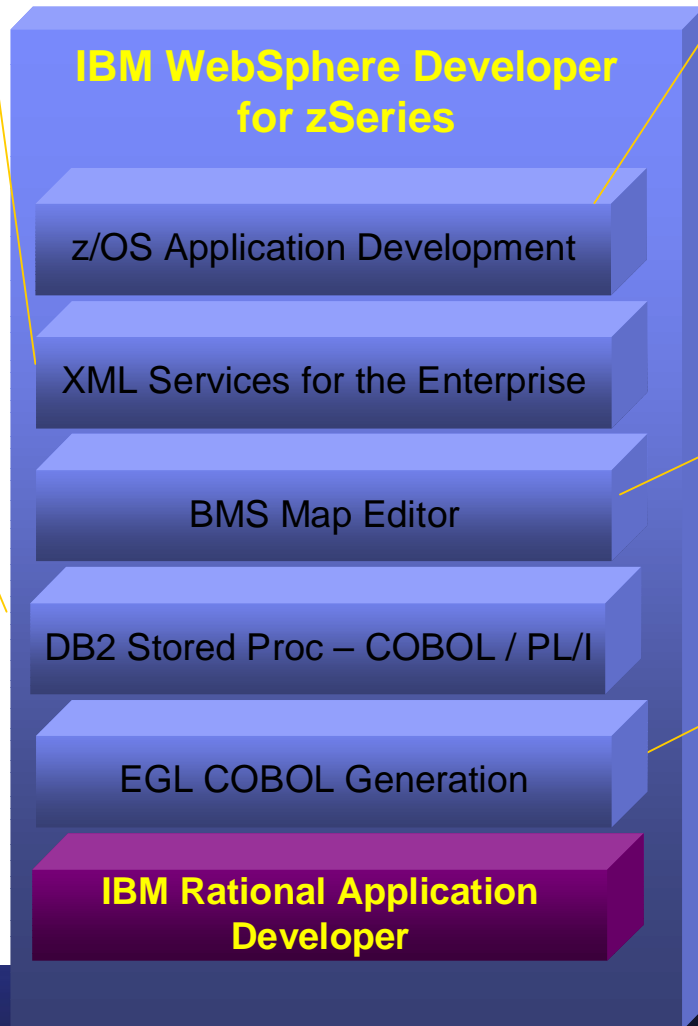 IBM WebSphere Developer
for zSeries
z/OS Application Development
XML Services for the Enterprise
BMS Map Editor
DB2 Stored Proc – COBOL / PL/I
EGL COBOL Generation
IBM Rational Application
Developer